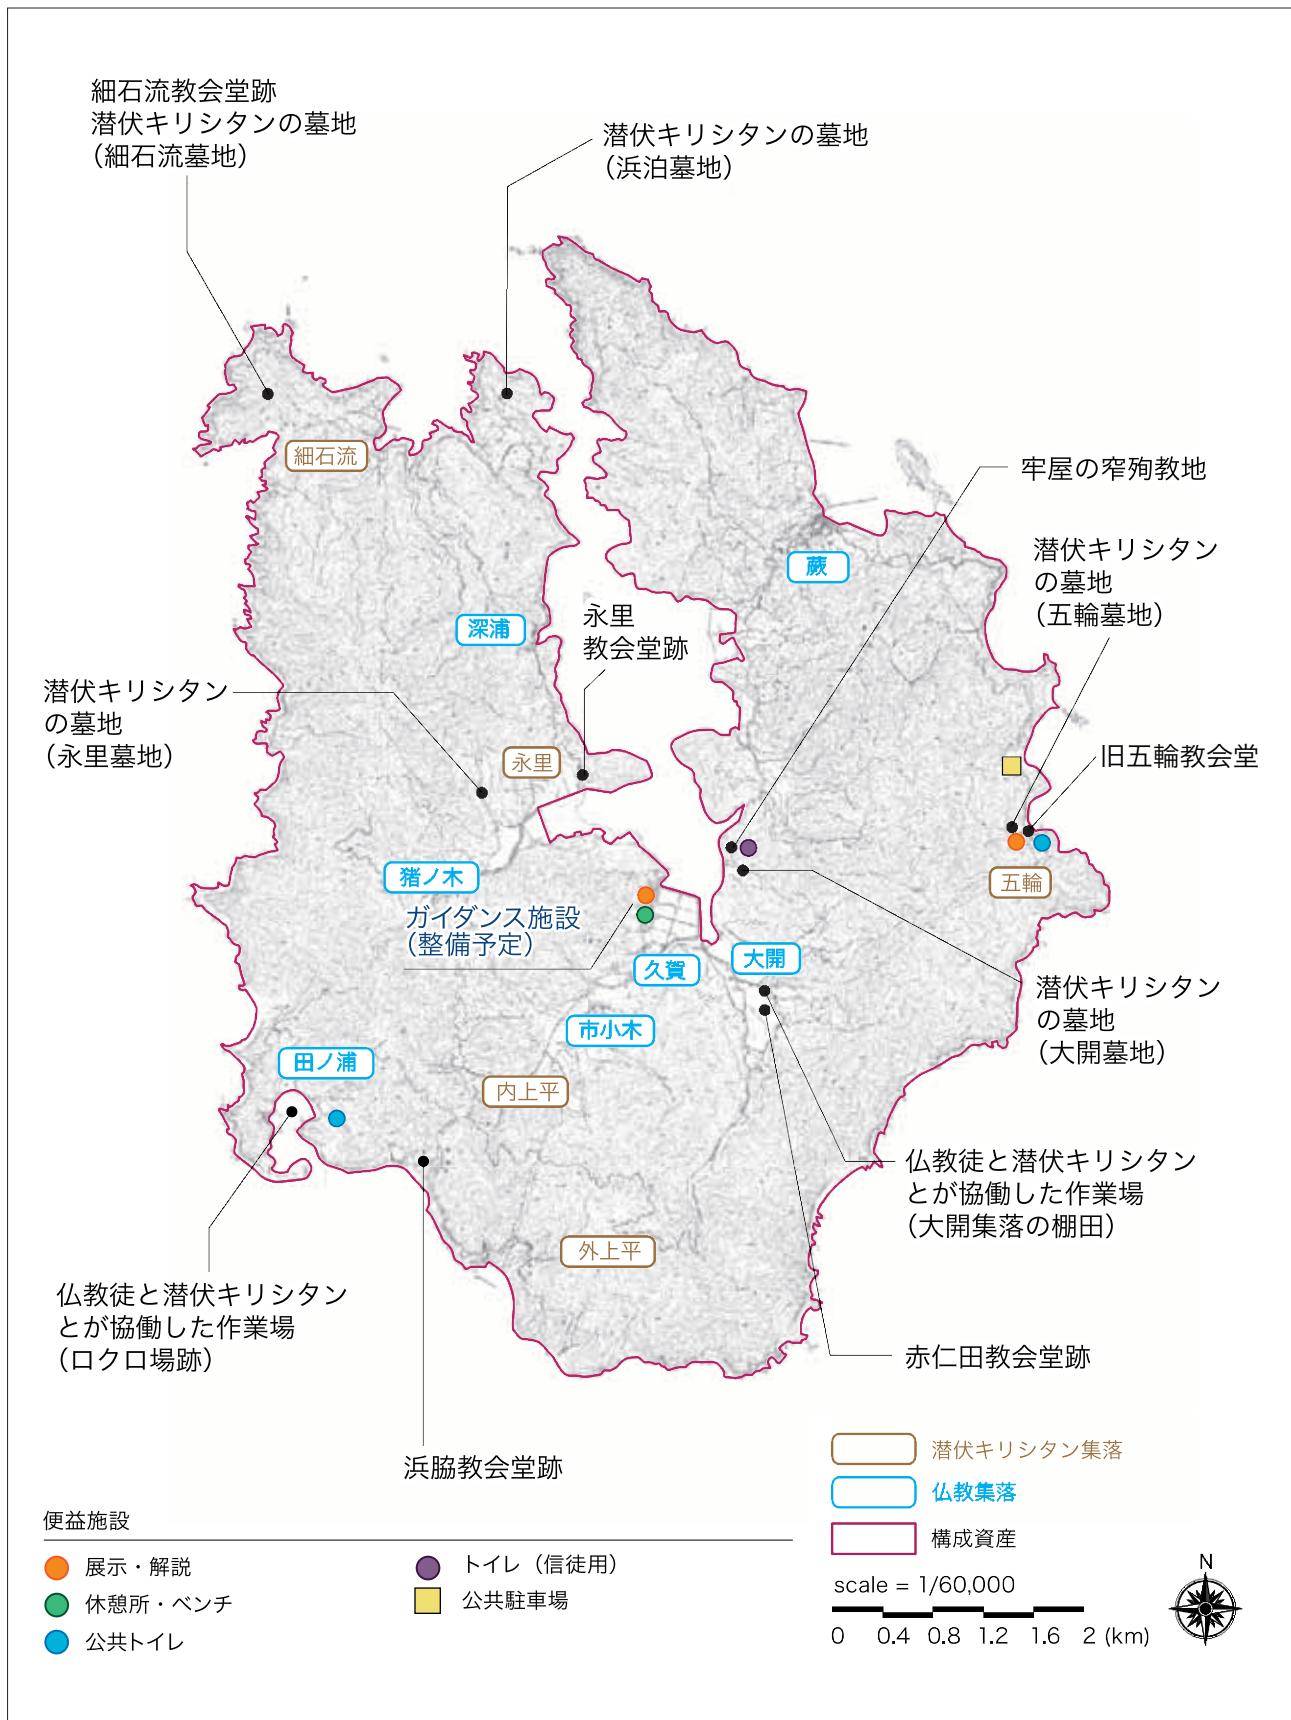 細石流教会堂跡
潜伏キリシタンの墓地
（細石流墓地）
潜伏キリシタンの墓地
（浜泊墓地）
細石流
牢屋の窄殉教地
潜伏キリシタン
の墓地
（五輪墓地）
蕨
深浦
永里
教会堂跡
潜伏キリシタン
の墓地
（永里墓地）
永里
旧五輪教会堂
猪ノ木
五輪
ガイダンス施設
（整備予定）
久賀
大開
潜伏キリシタン
の墓地
（大開墓地）
市小木
田ノ浦
内上平
仏教徒と潜伏キリシタン
とが協働した作業場
（大開集落の棚田）
外上平
仏教徒と潜伏キリシタン
とが協働した作業場
（ロクロ場跡）
赤仁田教会堂跡
浜脇教会堂跡
潜伏キリシタン集落
仏教集落
構成資産
便益施設
展示・解説
休憩所・ベンチ
公共トイレ
トイレ（信徒用）
公共駐車場
scale = 1/60,000
0 0.4 0.8 1.2 1.6 2 (km)
N